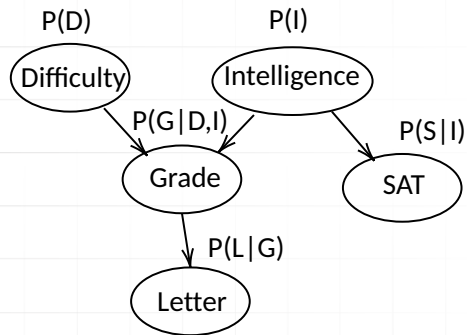 P(D)
P(I)
Difficulty
Intelligence
P(G|D,I)
P(S|I)
Grade
SAT
P(L|G)
Letter